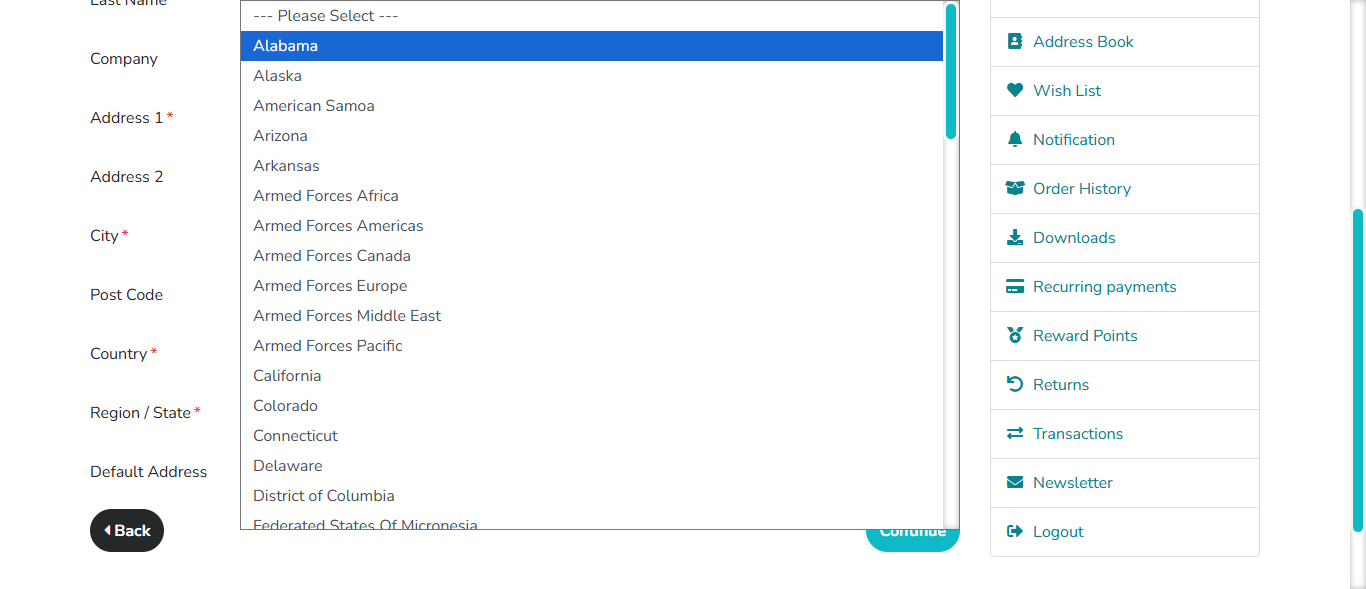 Last Name
Company
Address 1 *
Address 2
City *
Post Code
Country *
Region / State *
Default Address
Back
--- Please Select ---
Alabama
Alaska
American Samoa
Arizona
Arkansas
Armed Forces Africa
Armed Forces Americas
Armed Forces Canada
Armed Forces Europe
Armed Forces Middle East
Armed Forces Pacific
California
Colorado
Connecticut
Delaware
District of Columbia
Federated States Of Micronesia
Continue
Address Book
Wish List
Notification
Order History
Downloads
Recurring payments
Reward Points
Returns
Transactions
Newsletter
Logout